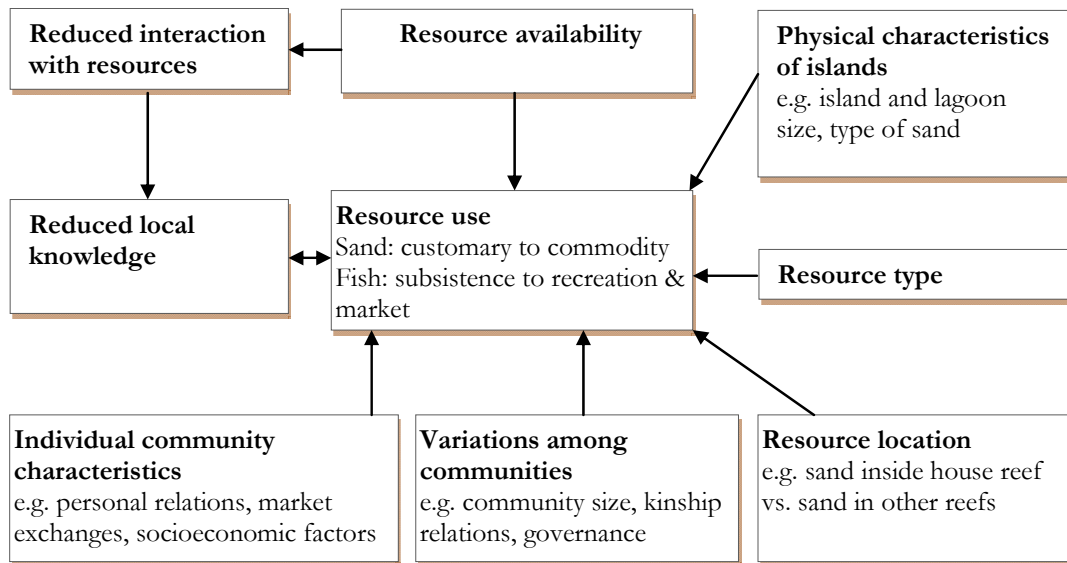 Reduced interaction
with resources
Resource availability
Physical characteristics
of islands
e.g. island and lagoon
size, type of sand
Reduced local
knowledge
Resource use
Sand: customary to commodity
Fish: subsistence to recreation &
market
Resource type
Individual community
characteristics
e.g. personal relations, market
exchanges, socioeconomic factors
Variations among
communities
e.g. community size, kinship
relations, governance
Resource location
e.g. sand inside house reef
vs. sand in other reefs